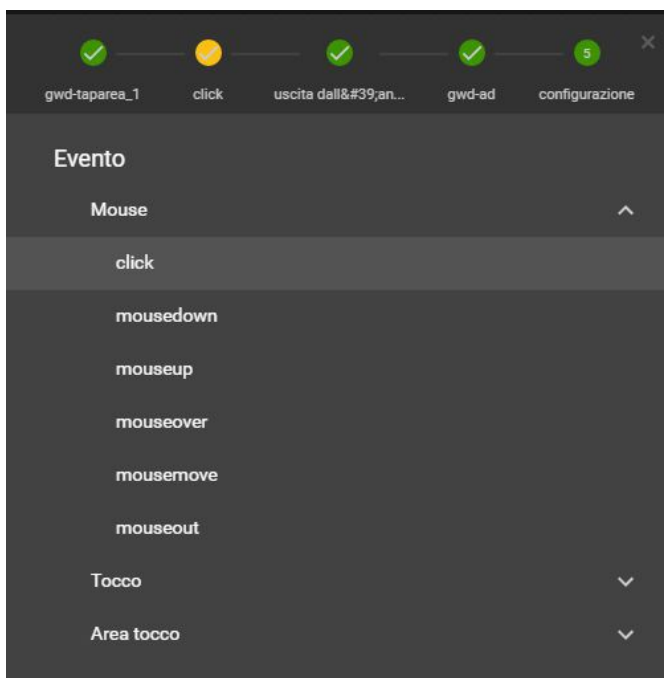 5
gwd-taparea_1 click uscita dall&#39;an... gwd-ad configurazione
Evento
Mouse
click
mousedown
mouseup
mouseover
mousemove
mouseout
Tocco
Area tocco